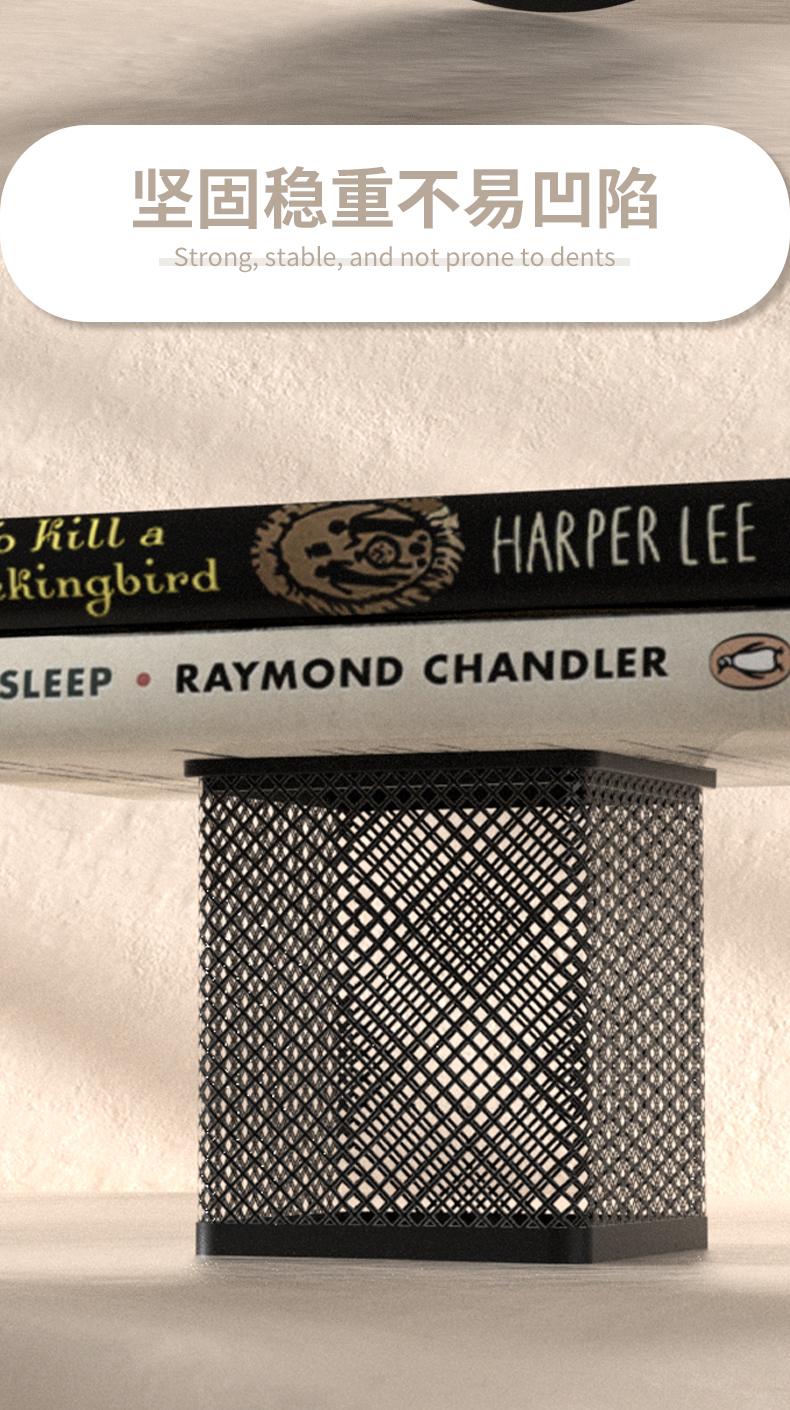 坚固稳重不易凹陷
Strong, stable, and not prone to dents
o Kill a
kingbird
HARPER LEE
SLEEP • RAYMOND CHANDLER